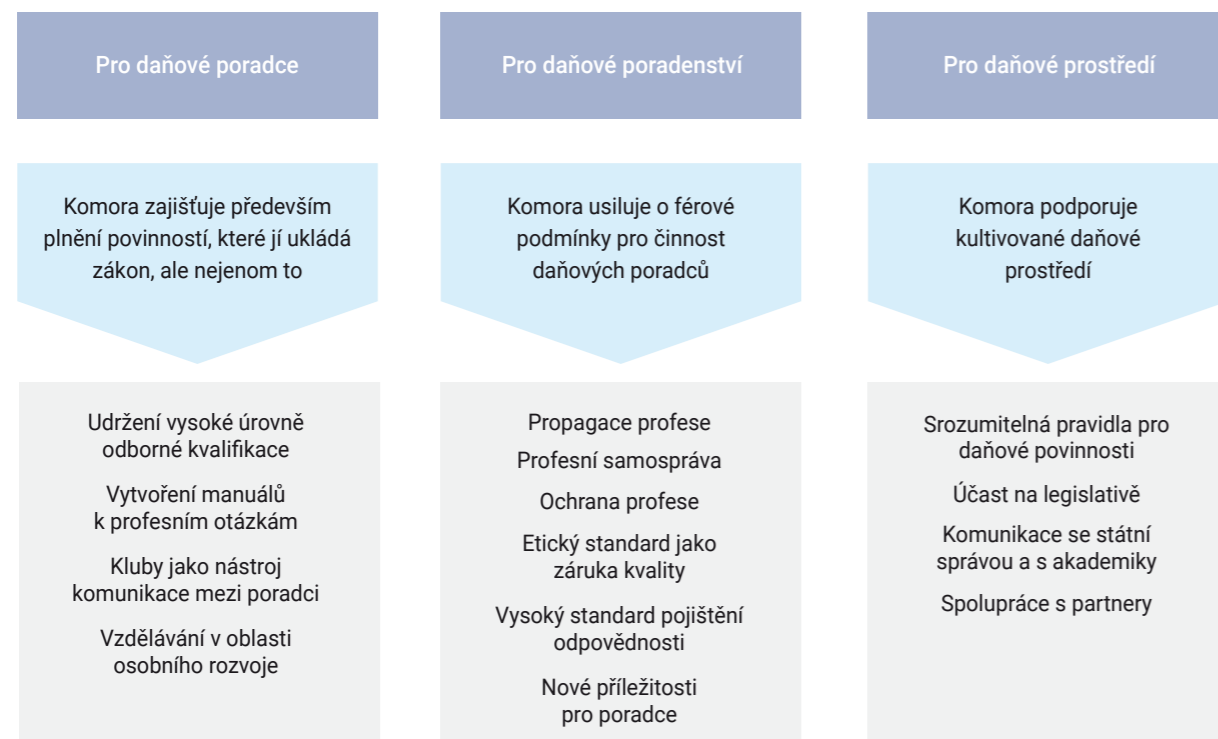 Pro daňové poradce
Komora zajišťuje především
plnění povinností, které jí ukládá
zákon, ale nejenom to
Udržení vysoké úrovně
odborné kvalifikace
Vytvoření manuálů
k profesním otázkám
Kluby jako nástroj
komunikace mezi poradci
Vzdělávání v oblasti
osobního rozvoje
Pro daňové poradenství
Komora usiluje o férové
podmínky pro činnost
daňových poradců
Propagace profese
Profesní samospráva
Ochrana profese
Etický standard jako
záruka kvality
Vysoký standard pojištění
odpovědnosti
Nové příležitosti
pro poradce
Pro daňové prostředí
Komora podporuje
kultivované daňové
prostředí
Srozumitelná pravidla pro
daňové povinnosti
Účast na legislativě
Komunikace se státní
správou a s akademiky
Spolupráce s partnery